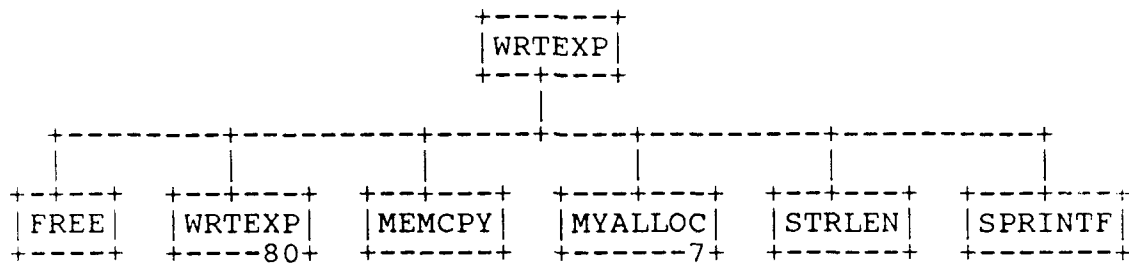 WRTEXP
FREE WRTEXP MEMCPY MYALLOC STRLEN SPRINTF
80 7